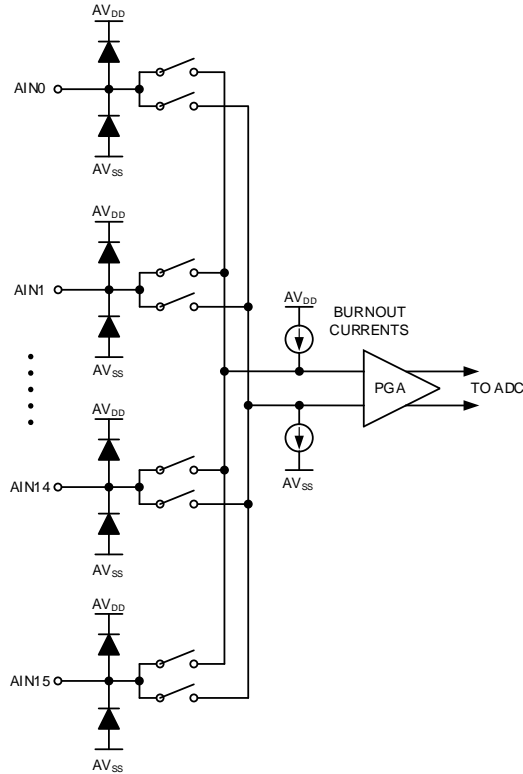 AVDD
AIN0
AVSS
AVDD
AIN1
AVSS
AVDD
BURNOUT
CURRENTS
PGA
TO ADC
AVSS
AVDD
AIN14
AVSS
AVDD
AIN15
AVSS